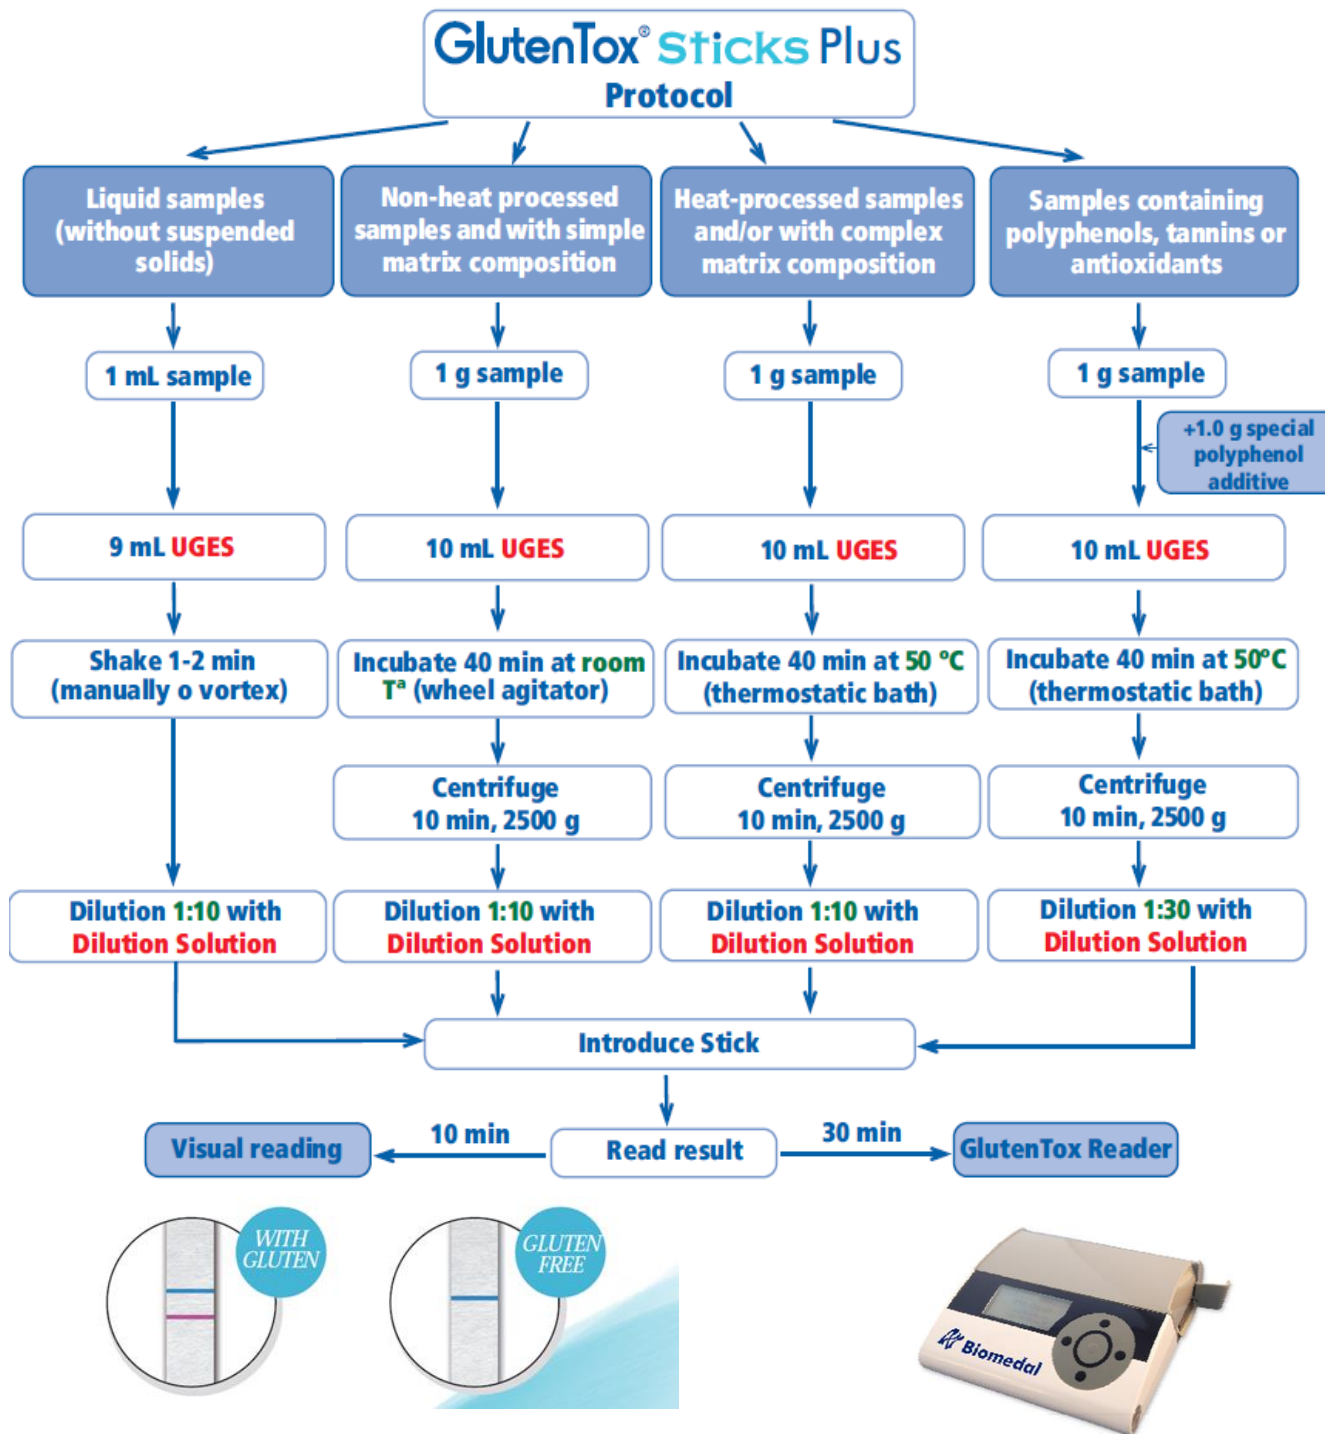 GlutenTox® Sticks Plus
Protocol
Liquid samples
(without suspended
solids)
Non-heat processed
samples and with simple
matrix composition
Heat-processed samples
and/or with complex
matrix composition
Samples containing
polyphenols, tannins or
antioxidants
1 mL sample
1 g sample
1 g sample
1 g sample
+1.0 g special
polyphenol
additive
9 mL UGES
10 mL UGES
10 mL UGES
10 mL UGES
Shake 1-2 min
(manually o vortex)
Incubate 40 min at room
Tª (wheel agitator)
Incubate 40 min at 50 ºC
(thermostatic bath)
Incubate 40 min at 50ºC
(thermostatic bath)
Centrifuge
10 min, 2500 g
Centrifuge
10 min, 2500 g
Centrifuge
10 min, 2500 g
Dilution 1:10 with
Dilution Solution
Dilution 1:10 with
Dilution Solution
Dilution 1:10 with
Dilution Solution
Dilution 1:30 with
Dilution Solution
Introduce Stick
Visual reading
10 min
Read result
30 min
GlutenTox Reader
WITH
GLUTEN
GLUTEN
FREE
Biomedal